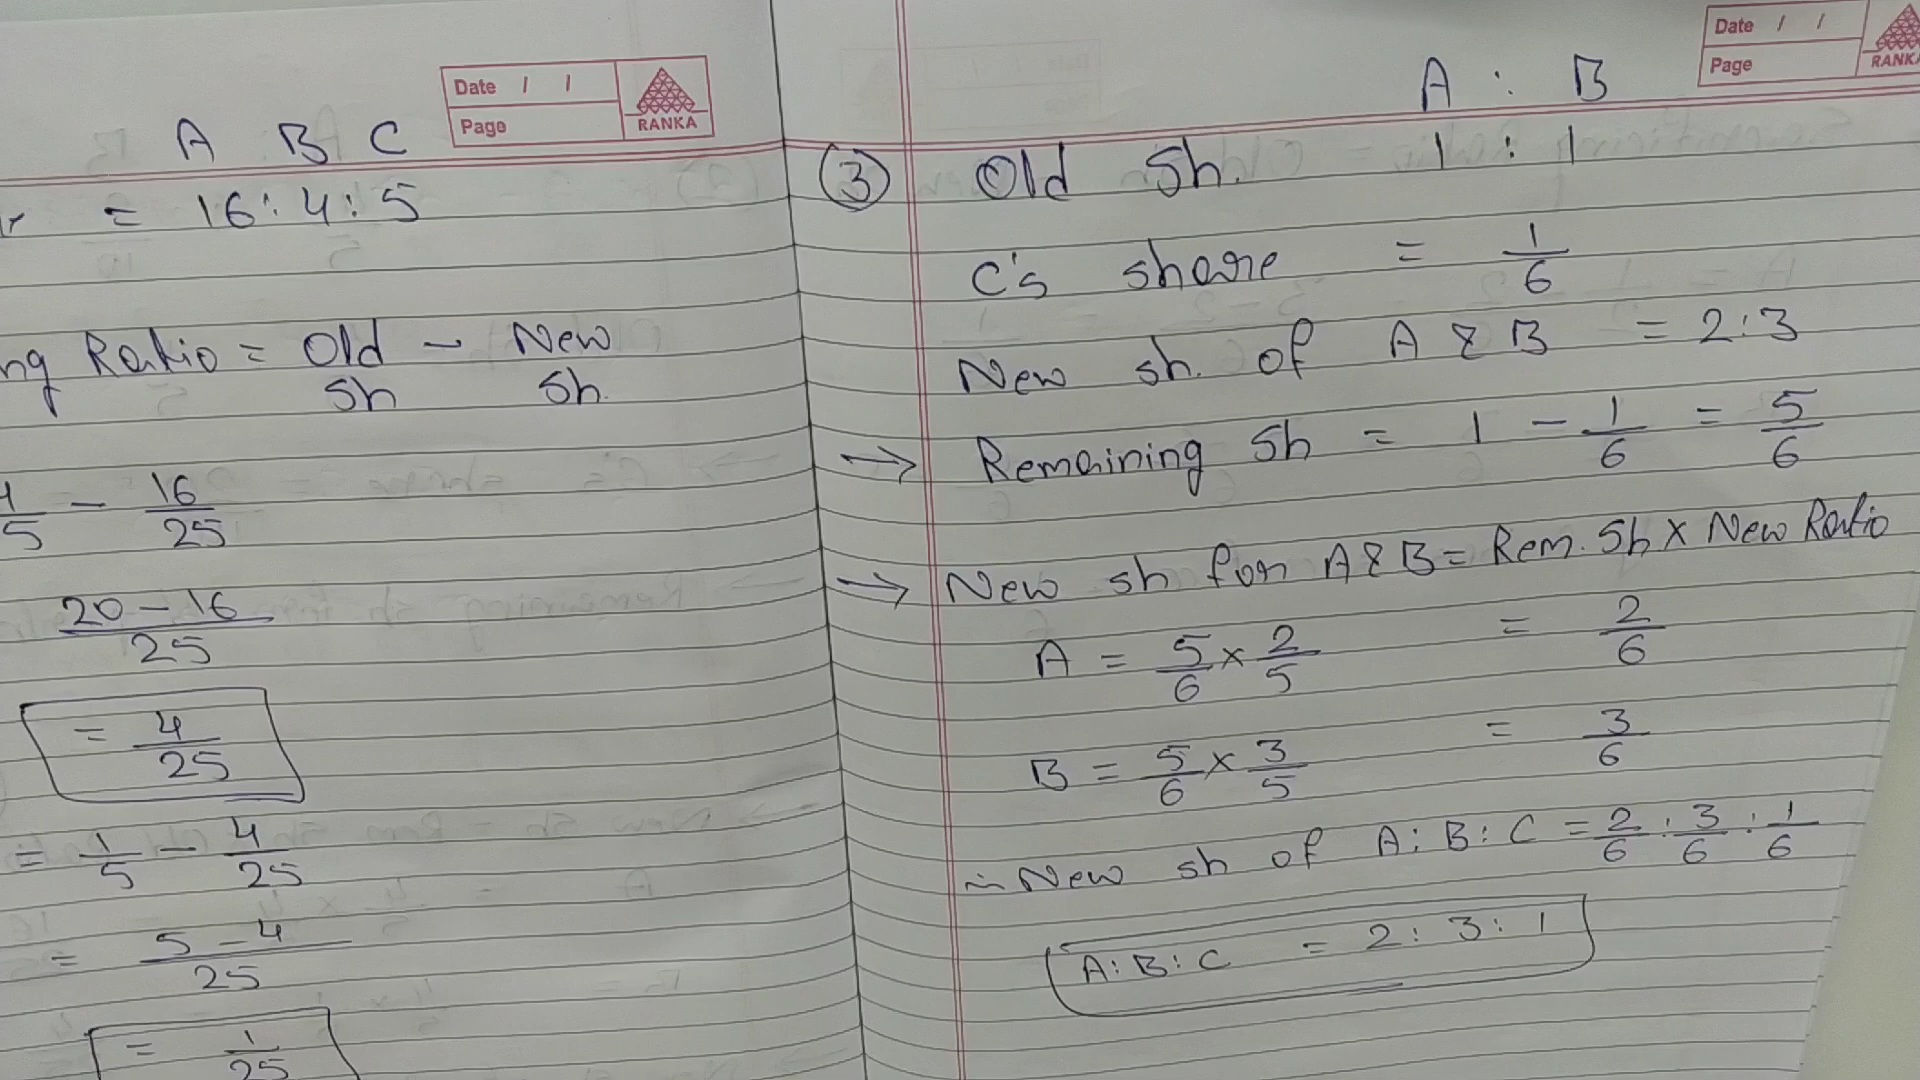 Date / /
Page
RANKA
A B C
= 16 : 4 : 5
ng Ratio = Old Sh - New Sh.
- 16/25
20 - 16/25
= 4/25
= 1/5 - 4/25
= 5 - 4/25
= 1/25
Date / /
Page
RANKA
A : B
(3) Old Sh. 1 : 1
C's share = 1/6
New sh. of A & B = 2 : 3
→ Remaining Sh = 1 - 1/6 = 5/6
→ New sh for A & B = Rem. Sh x New Ratio
A = 5/6 x 2/5 = 2/6
B = 5/6 x 3/5 = 3/6
∴ New sh of A : B : C = 2/6 : 3/6 : 1/6
A : B : C = 2 : 3 : 1